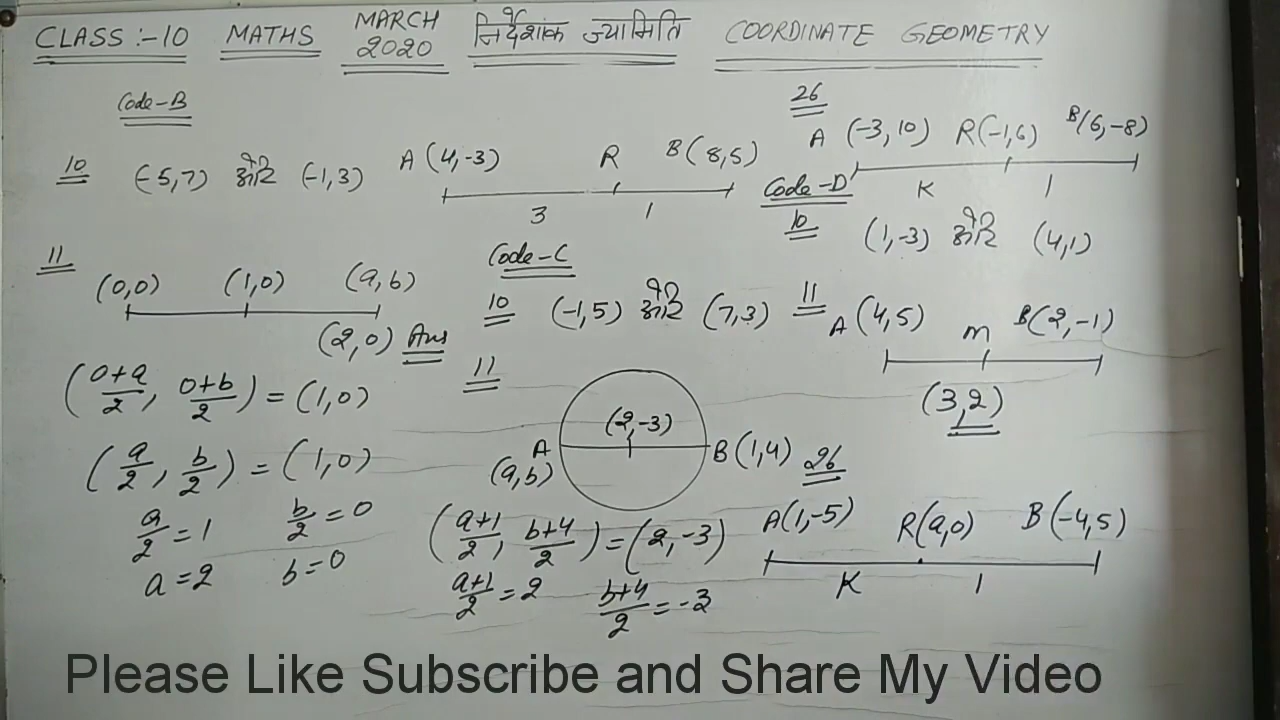 CLASS :- 10 MATHS MARCH 2020 निर्देशांक ज्यामिति COORDINATE GEOMETRY
Code-B
10 (-5,7) और (-1,3)
A(4,-3) R B(8,5)
3 1
11
(0,0) (1,0) (a,b)
(2,0) Ans
(0+a/2, 0+b/2) = (1,0)
(a/2, b/2) = (1,0)
a/2 = 1 b/2 = 0
a = 2 b = 0
Code-C
10 (-1,5) और (7,3)
11
(2,-3)
A B(1,4)
(a,b)
(a+1/2, b+4/2) = (2,-3)
a+1/2 = 2 b+4/2 = -3
26
A (-3,10) R(-1,6) B(6,-8)
K 1
Code-D
10 (1,-3) और (4,1)
11 A(4,5) m B(2,-1)
(3,2)
26
A(1,-5) R(a,0) B(-4,5)
K 1
Please Like Subscribe and Share My Video